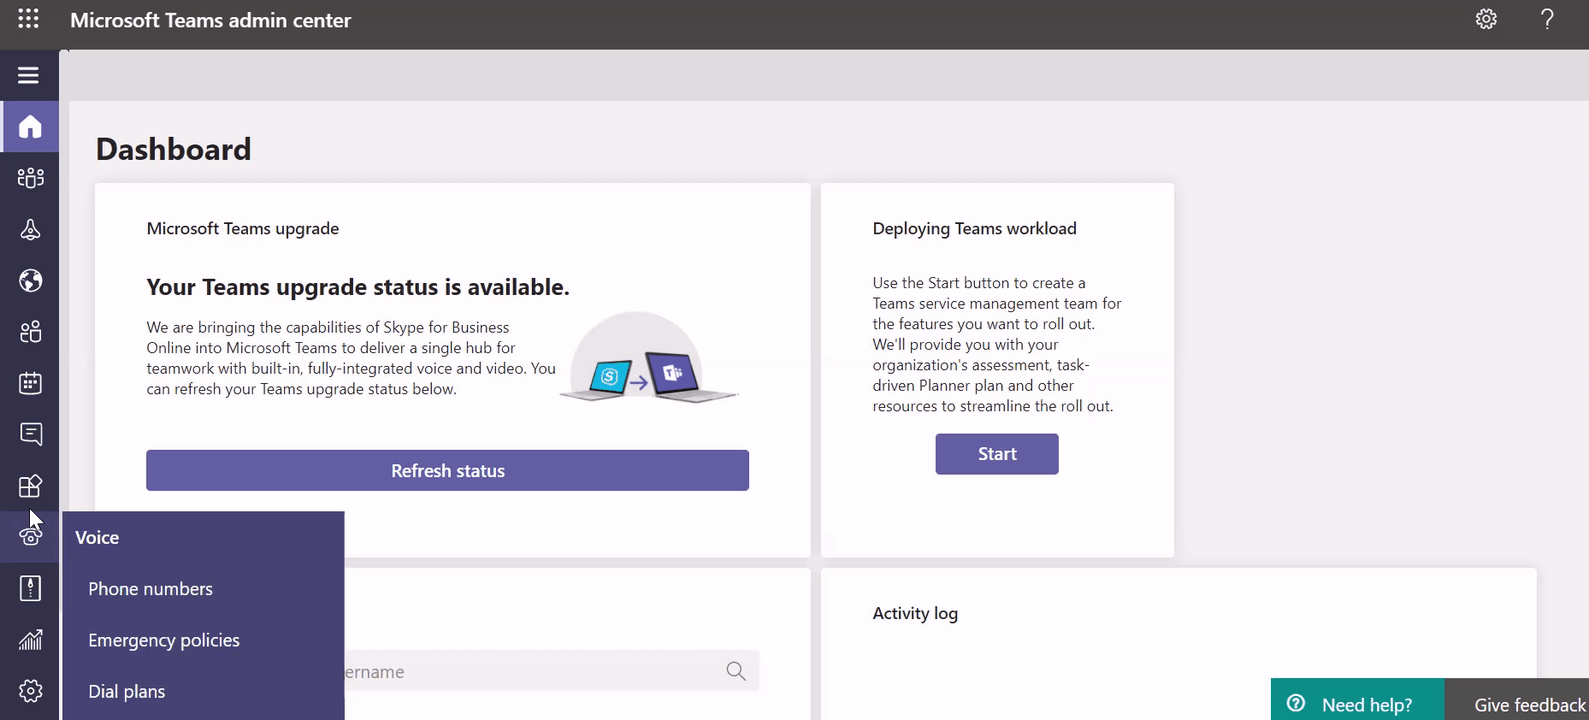 Microsoft Teams admin center
?
Dashboard
Microsoft Teams upgrade
Your Teams upgrade status is available.
We are bringing the capabilities of Skype for Business
Online into Microsoft Teams to deliver a single hub for
teamwork with built-in, fully-integrated voice and video. You
can refresh your Teams upgrade status below.
Refresh status
Deploying Teams workload
Use the Start button to create a
Teams service management team for
the features you want to roll out.
We'll provide you with your
organization's assessment, task-
driven Planner plan and other
resources to streamline the roll out.
Start
Voice
Phone numbers
Emergency policies
Dial plans
ername
Activity log
Need help?
Give feedback